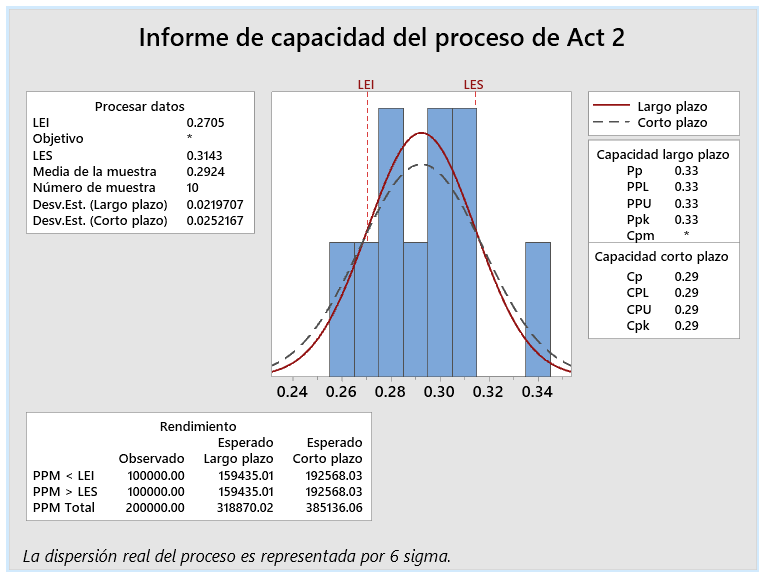 Informe de capacidad del proceso de Act 2
LEI LES
Procesar datos
LEI 0.2705
Objetivo *
LES 0.3143
Media de la muestra 0.2924
Número de muestra 10
Desv.Est. (Largo plazo) 0.0219707
Desv.Est. (Corto plazo) 0.0252167
Largo plazo
Corto plazo
Capacidad largo plazo
Pp 0.33
PPL 0.33
PPU 0.33
Ppk 0.33
Cpm *
Capacidad corto plazo
Cp 0.29
CPL 0.29
CPU 0.29
Cpk 0.29
0.24 0.26 0.28 0.30 0.32 0.34
Rendimiento
Esperado Esperado
Observado Largo plazo Corto plazo
PPM < LEI 100000.00 159435.01 192568.03
PPM > LES 100000.00 159435.01 192568.03
PPM Total 200000.00 318870.02 385136.06
La dispersión real del proceso es representada por 6 sigma.